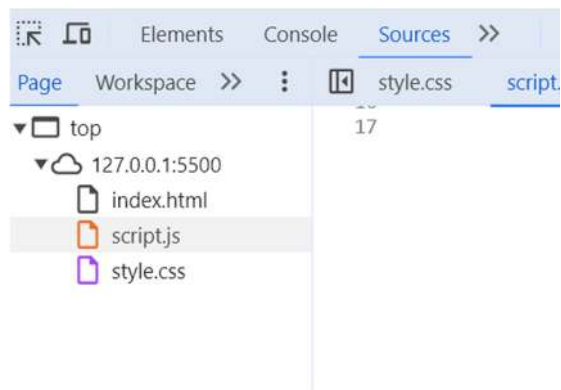 Elements Console Sources
Page Workspace style.css script.
top
17
127.0.0.1:5500
index.html
script.js
style.css